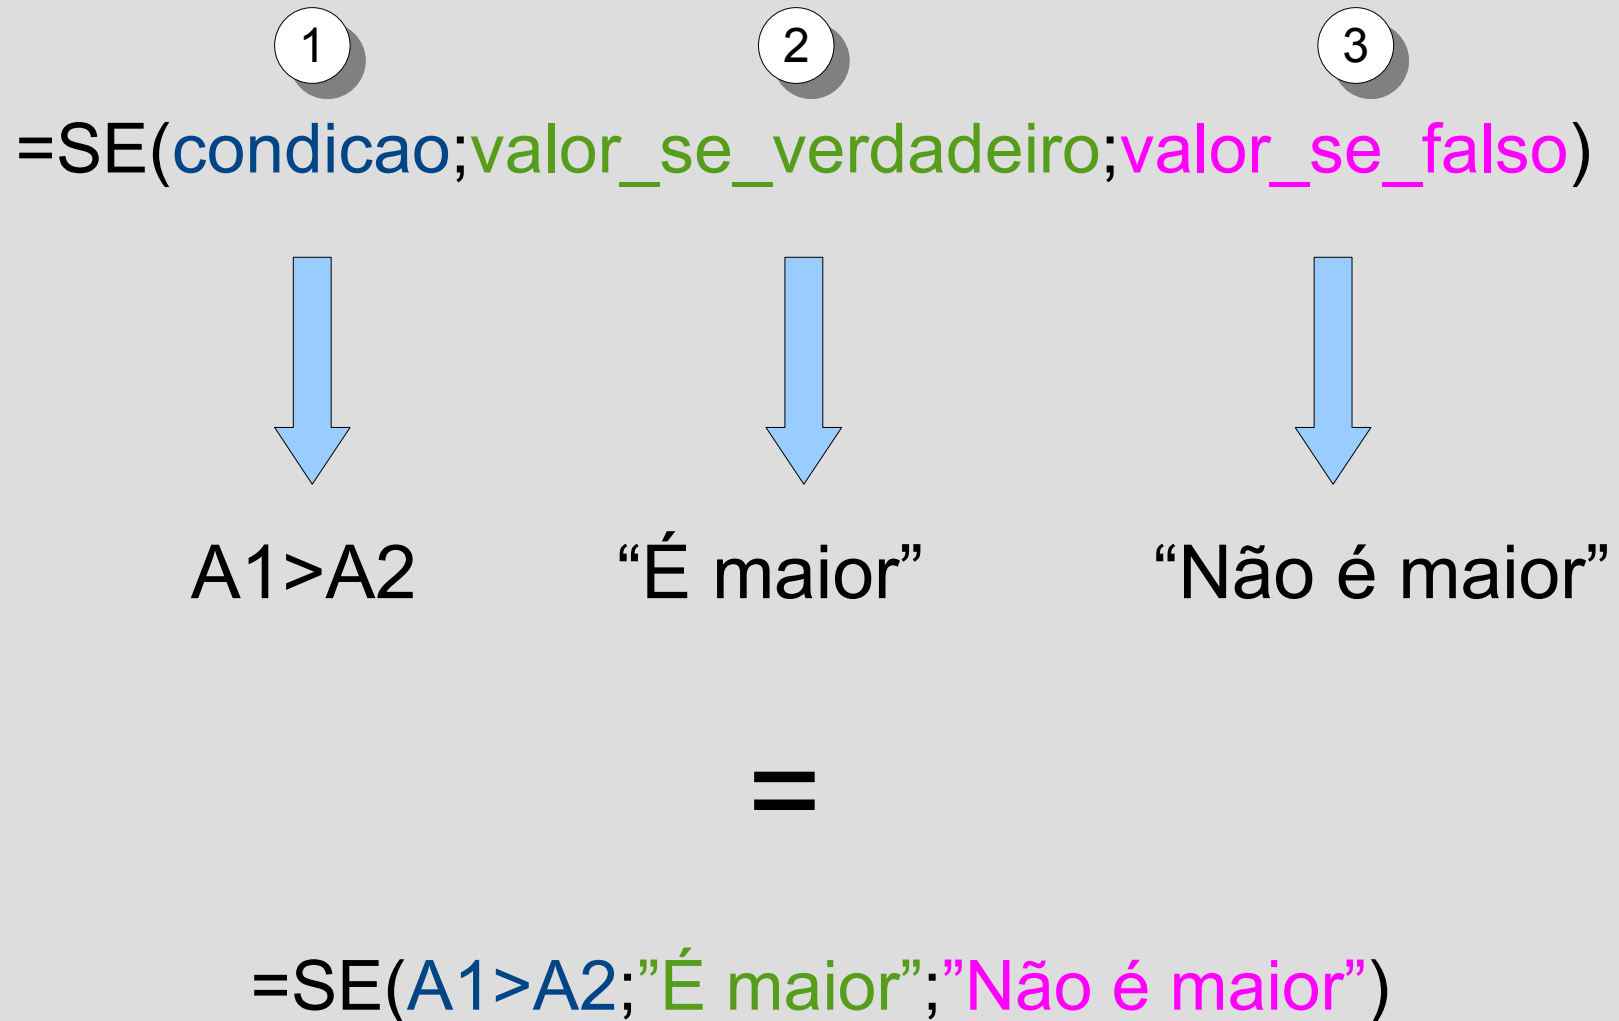 1 2 3
=SE(condicao;valor_se_verdadeiro;valor_se_falso)
A1>A2 “É maior” “Não é maior”
=
=SE(A1>A2;”É maior”;”Não é maior”)